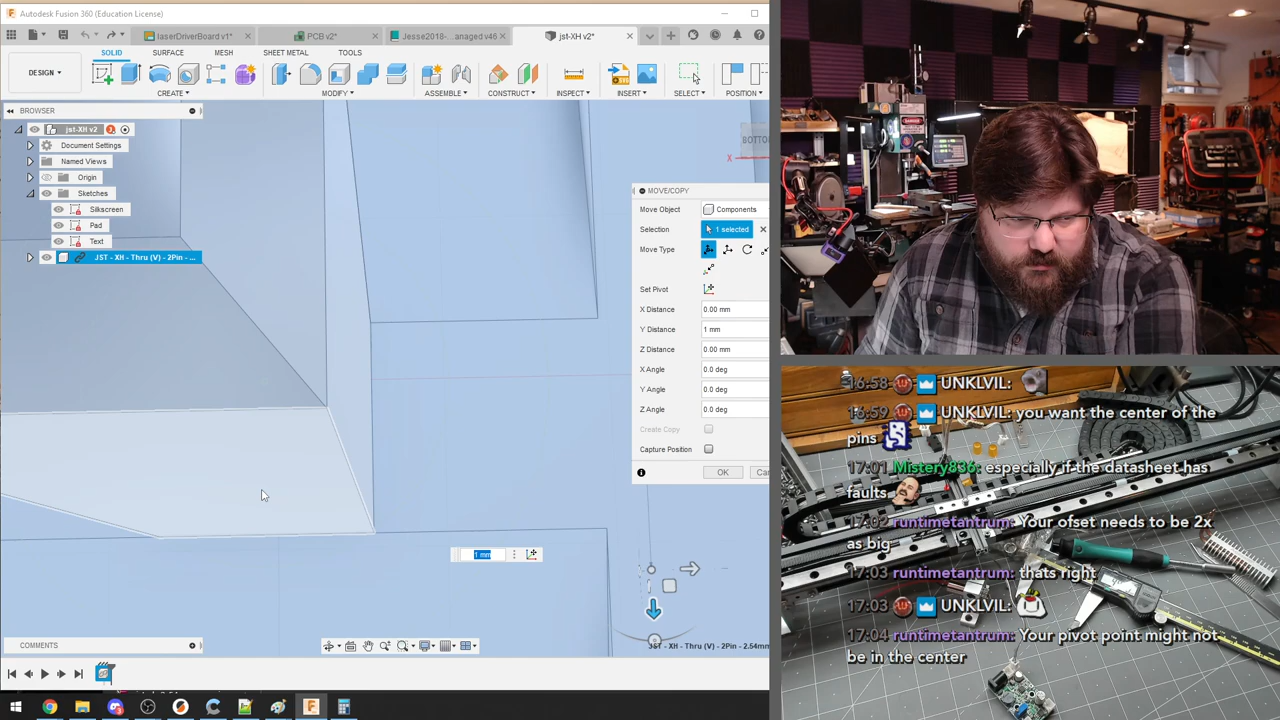 Autodesk Fusion 360 (Education License)
laserDriverBoard v1*
PCB v2*
Jesse2018-...anaged.v46
jst-XH v2*
SOLID
SURFACE
MESH
SHEET METAL
TOOLS
DESIGN
CREATE
MODIFY
ASSEMBLE
CONSTRUCT
INSPECT
INSERT
SELECT
POSITION
BROWSER
jst-XH v2
Document Settings
Named Views
Origin
Sketches
Silkscreen
Pad
Text
JST - XH - Thru (V) - 2Pin - ...
BOTTO
X
MOVE/COPY
Move Object
Components
Selection
1 selected
Move Type
Set Pivot
X Distance
0.00 mm
Y Distance
1 mm
Z Distance
0.00 mm
X Angle
0.0 deg
Y Angle
0.0 deg
Z Angle
0.0 deg
Create Copy
Capture Position
OK
Can
1 mm
JST - XH - Thru (V) - 2Pin - 2.54mm
COMMENTS
16:58 UNKLVIL:
16:59 UNKLVIL: you want the center of the
pins
17:01 Mistery836: especially if the datasheet has
faults
17:02 runtimetantrum: Your ofset needs to be 2x
as big
17:03 runtimetantrum: thats right
17:03 UNKLVIL:
17:04 runtimetantrum: Your pivot point might not
be in the center